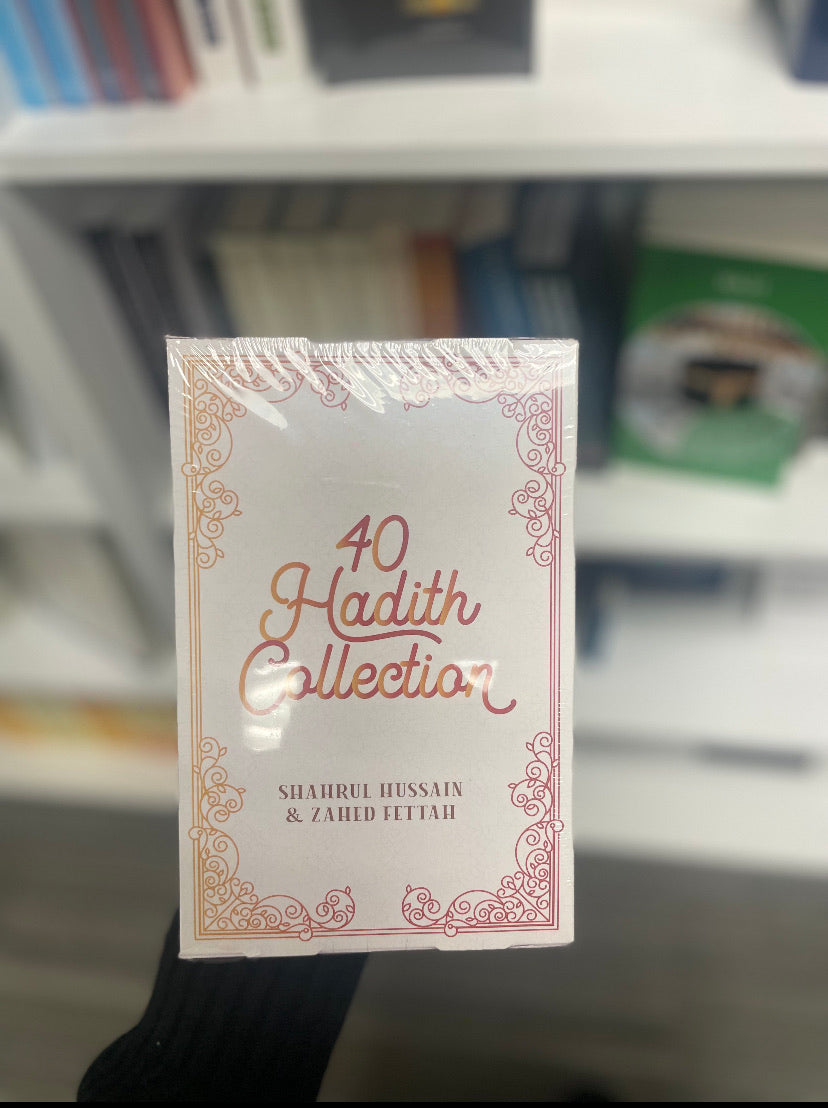 40
Hadith
Collection
SHAHRUL HUSSAIN
& ZAHED FETTAH